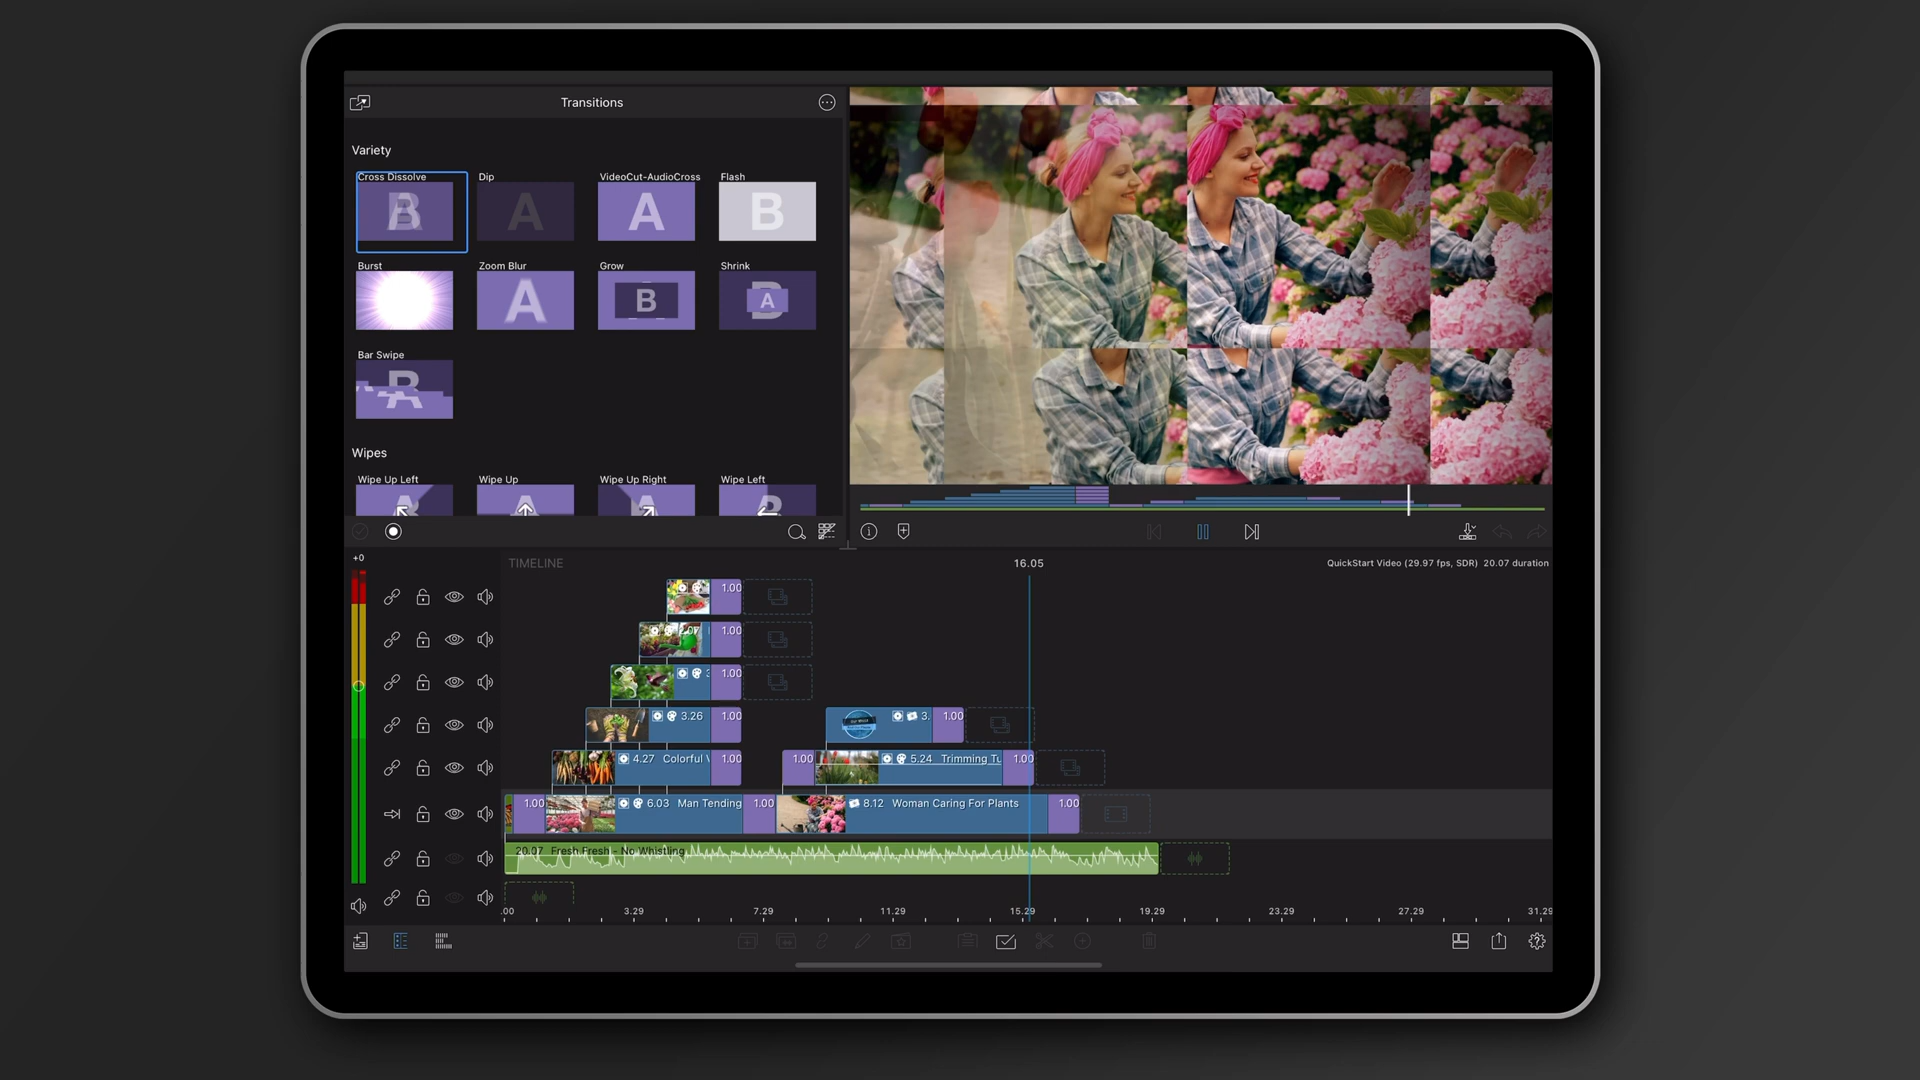 Transitions
Variety
Cross Dissolve
Dip
VideoCut-AudioCross
Flash
B
A
A
B
Burst
Zoom Blur
Grow
Shrink
A
B
A
Bar Swipe
Wipes
Wipe Up Left
Wipe Up
Wipe Up Right
Wipe Left
+0
TIMELINE
16.05
QuickStart Video (29.97 fps, SDR) 20.07 duration
1.00
1.00
1.00
3.26
1.00
3.
1.00
4.27 Colorful
1.00
1.00
5.24 Trimming Tu
1.00
1.00
6.03 Man Tending
1.00
8.12 Woman Caring For Plants
1.00
20.07 Fresh Fresh - No Whistling
.00
3.29
7.29
11.29
15.29
19.29
23.29
27.29
31.29